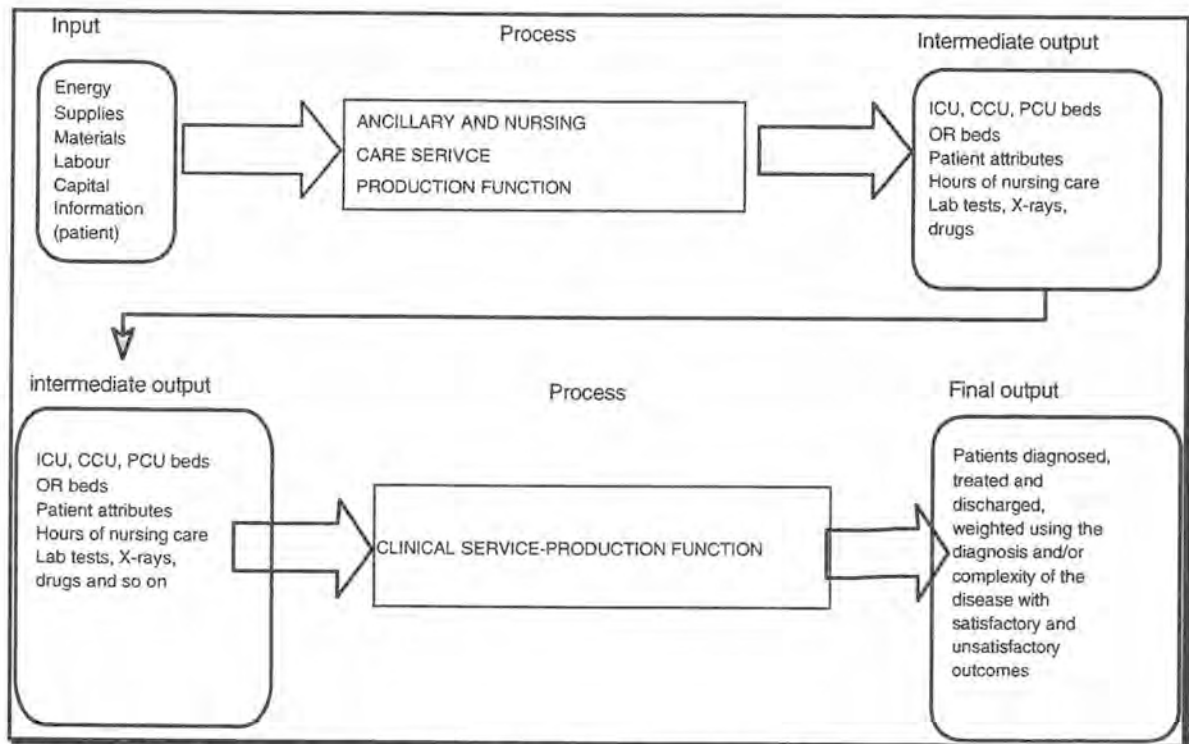 Input
Process
Intermediate output
Energy
Supplies
Materials
Labour
Capital
Information
(patient)
ANCILLARY AND NURSING
CARE SERIVCE
PRODUCTION FUNCTION
ICU, CCU, PCU beds
OR beds
Patient attributes
Hours of nursing care
Lab tests, X-rays,
drugs
intermediate output
Process
Final output
ICU, CCU, PCU beds
OR beds
Patient attributes
Hours of nursing care
Lab tests, X-rays,
drugs and so on
CLINICAL SERVICE-PRODUCTION FUNCTION
Patients diagnosed,
treated and
discharged,
weighted using the
diagnosis and/or
complexity of the
disease with
satisfactory and
unsatisfactory
outcomes